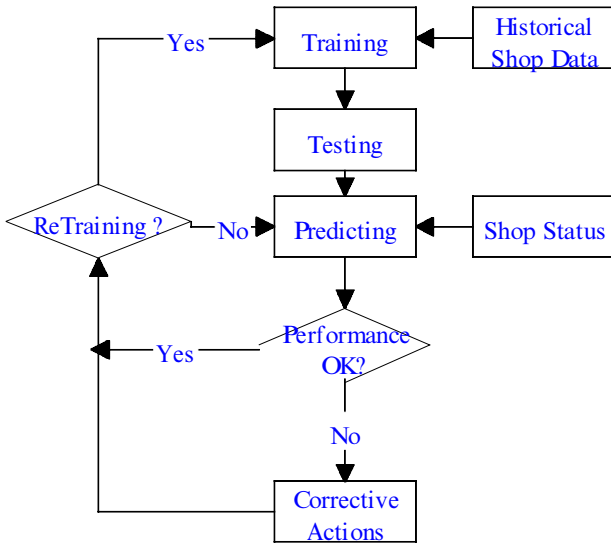 Yes
Training
Historical
Shop Data
Testing
ReTraining ?
No
Predicting
Shop Status
Performance
OK?
Yes
No
Corrective
Actions